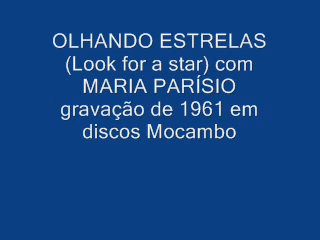 OLHANDO ESTRELAS
(Look for a star) com
MARIA PARÍSIO
gravação de 1961 em
discos Mocambo